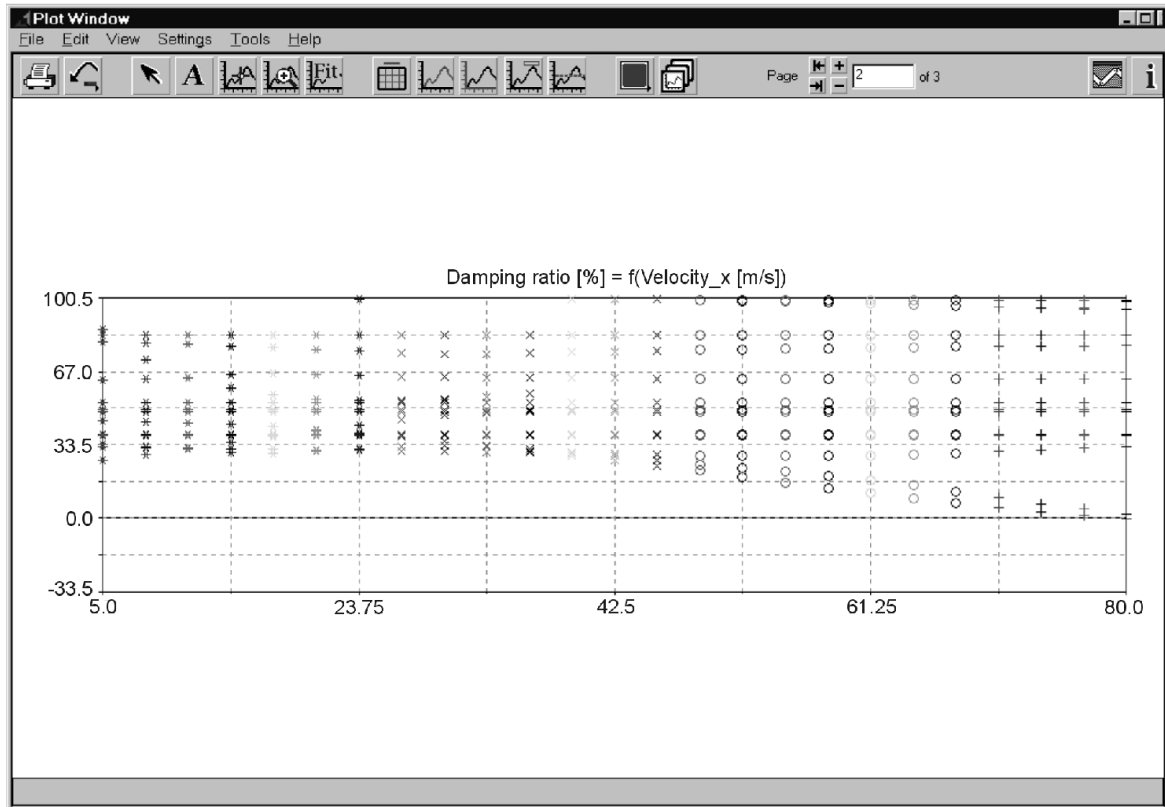 Plot Window
File Edit View Settings Tools Help
A Fit. Page 2 of 3 i
Damping ratio [%] = f(Velocity_x [m/s])
100.5
67.0
33.5
0.0
-33.5
5.0 23.75 42.5 61.25 80.0